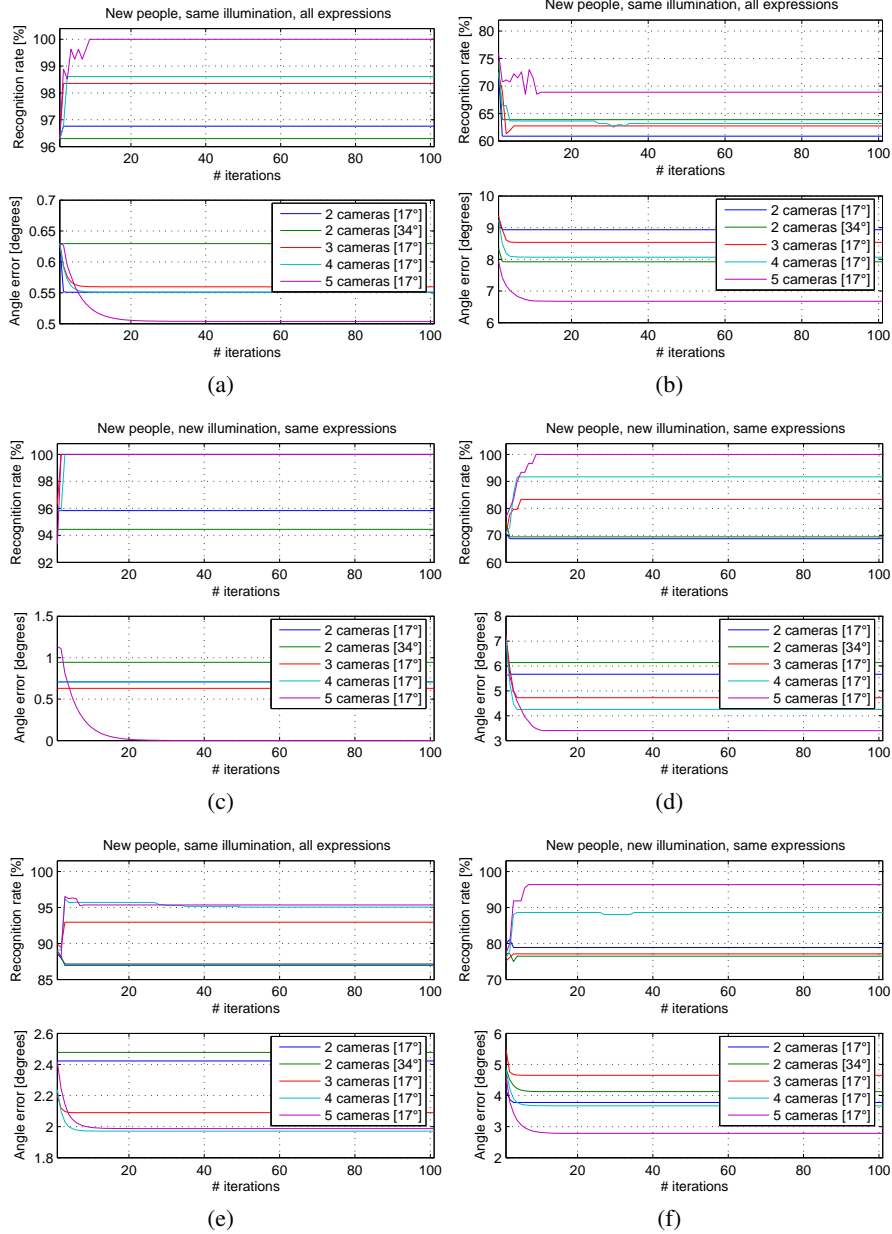 New people, same illumination, all expressions
Recognition rate [%]
100
99
98
97
96
20 40 60 80 100
# iterations
Angle error [degrees]
0.7
0.65
0.6
0.55
0.5
2 cameras [17°]
2 cameras [34°]
3 cameras [17°]
4 cameras [17°]
5 cameras [17°]
20 40 60 80 100
# iterations
(a)
New people, same illumination, all expressions
Recognition rate [%]
80
75
70
65
60
20 40 60 80 100
# iterations
Angle error [degrees]
10
9
8
7
6
2 cameras [17°]
2 cameras [34°]
3 cameras [17°]
4 cameras [17°]
5 cameras [17°]
20 40 60 80 100
# iterations
(b)
New people, new illumination, same expressions
Recognition rate [%]
100
98
96
94
92
20 40 60 80 100
# iterations
Angle error [degrees]
1.5
1
0.5
0
2 cameras [17°]
2 cameras [34°]
3 cameras [17°]
4 cameras [17°]
5 cameras [17°]
20 40 60 80 100
# iterations
(c)
New people, new illumination, same expressions
Recognition rate [%]
100
90
80
70
60
20 40 60 80 100
# iterations
Angle error [degrees]
8
7
6
5
4
3
2 cameras [17°]
2 cameras [34°]
3 cameras [17°]
4 cameras [17°]
5 cameras [17°]
20 40 60 80 100
# iterations
(d)
New people, same illumination, all expressions
Recognition rate [%]
100
95
90
85
20 40 60 80 100
# iterations
Angle error [degrees]
2.6
2.4
2.2
2
1.8
2 cameras [17°]
2 cameras [34°]
3 cameras [17°]
4 cameras [17°]
5 cameras [17°]
20 40 60 80 100
# iterations
(e)
New people, new illumination, same expressions
Recognition rate [%]
100
90
80
70
20 40 60 80 100
# iterations
Angle error [degrees]
6
5
4
3
2
2 cameras [17°]
2 cameras [34°]
3 cameras [17°]
4 cameras [17°]
5 cameras [17°]
20 40 60 80 100
# iterations
(f)